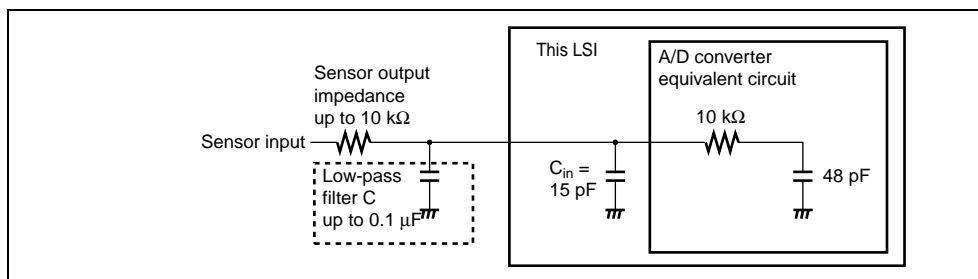 This LSI
A/D converter
equivalent circuit
Sensor output
impedance
up to 10 kΩ
10 kΩ
Sensor input
Low-pass
filter C
up to 0.1 μF
Cin =
15 pF
48 pF